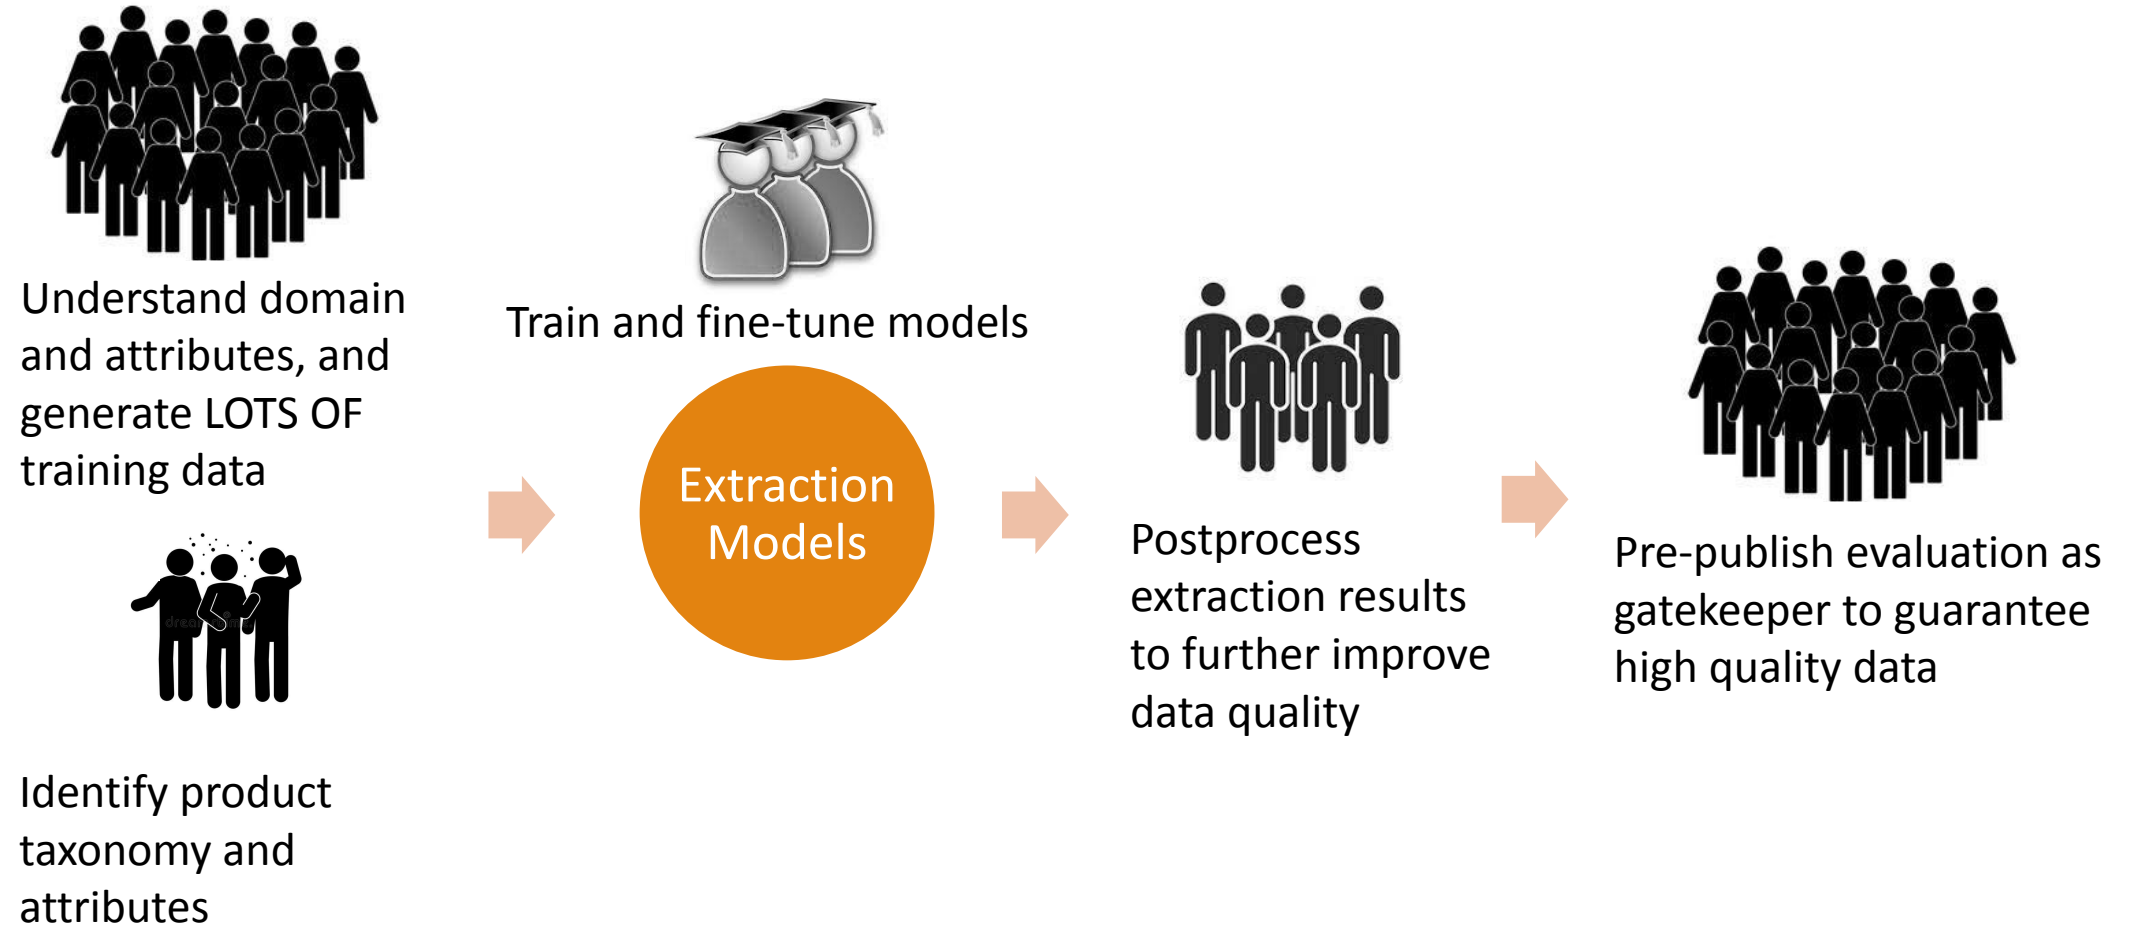 Understand domain
and attributes, and
generate LOTS OF
training data
Identify product
taxonomy and
attributes
Train and fine-tune models
Extraction
Models
Postprocess
extraction results
to further improve
data quality
Pre-publish evaluation as
gatekeeper to guarantee
high quality data